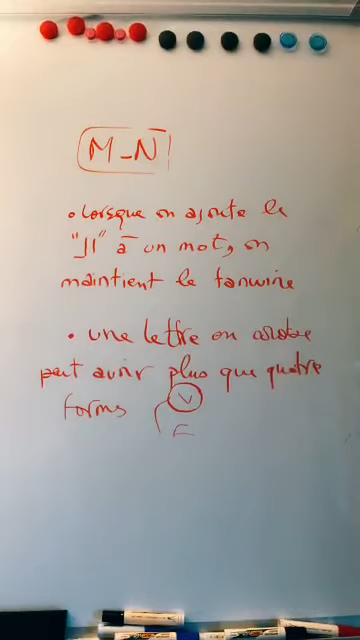 M-N
• Lorsque on ajoute le
"ال" à un mot, on
maintient le tanwine
• une lettre en arabe
peut avoir plus que quatre
forms V
F